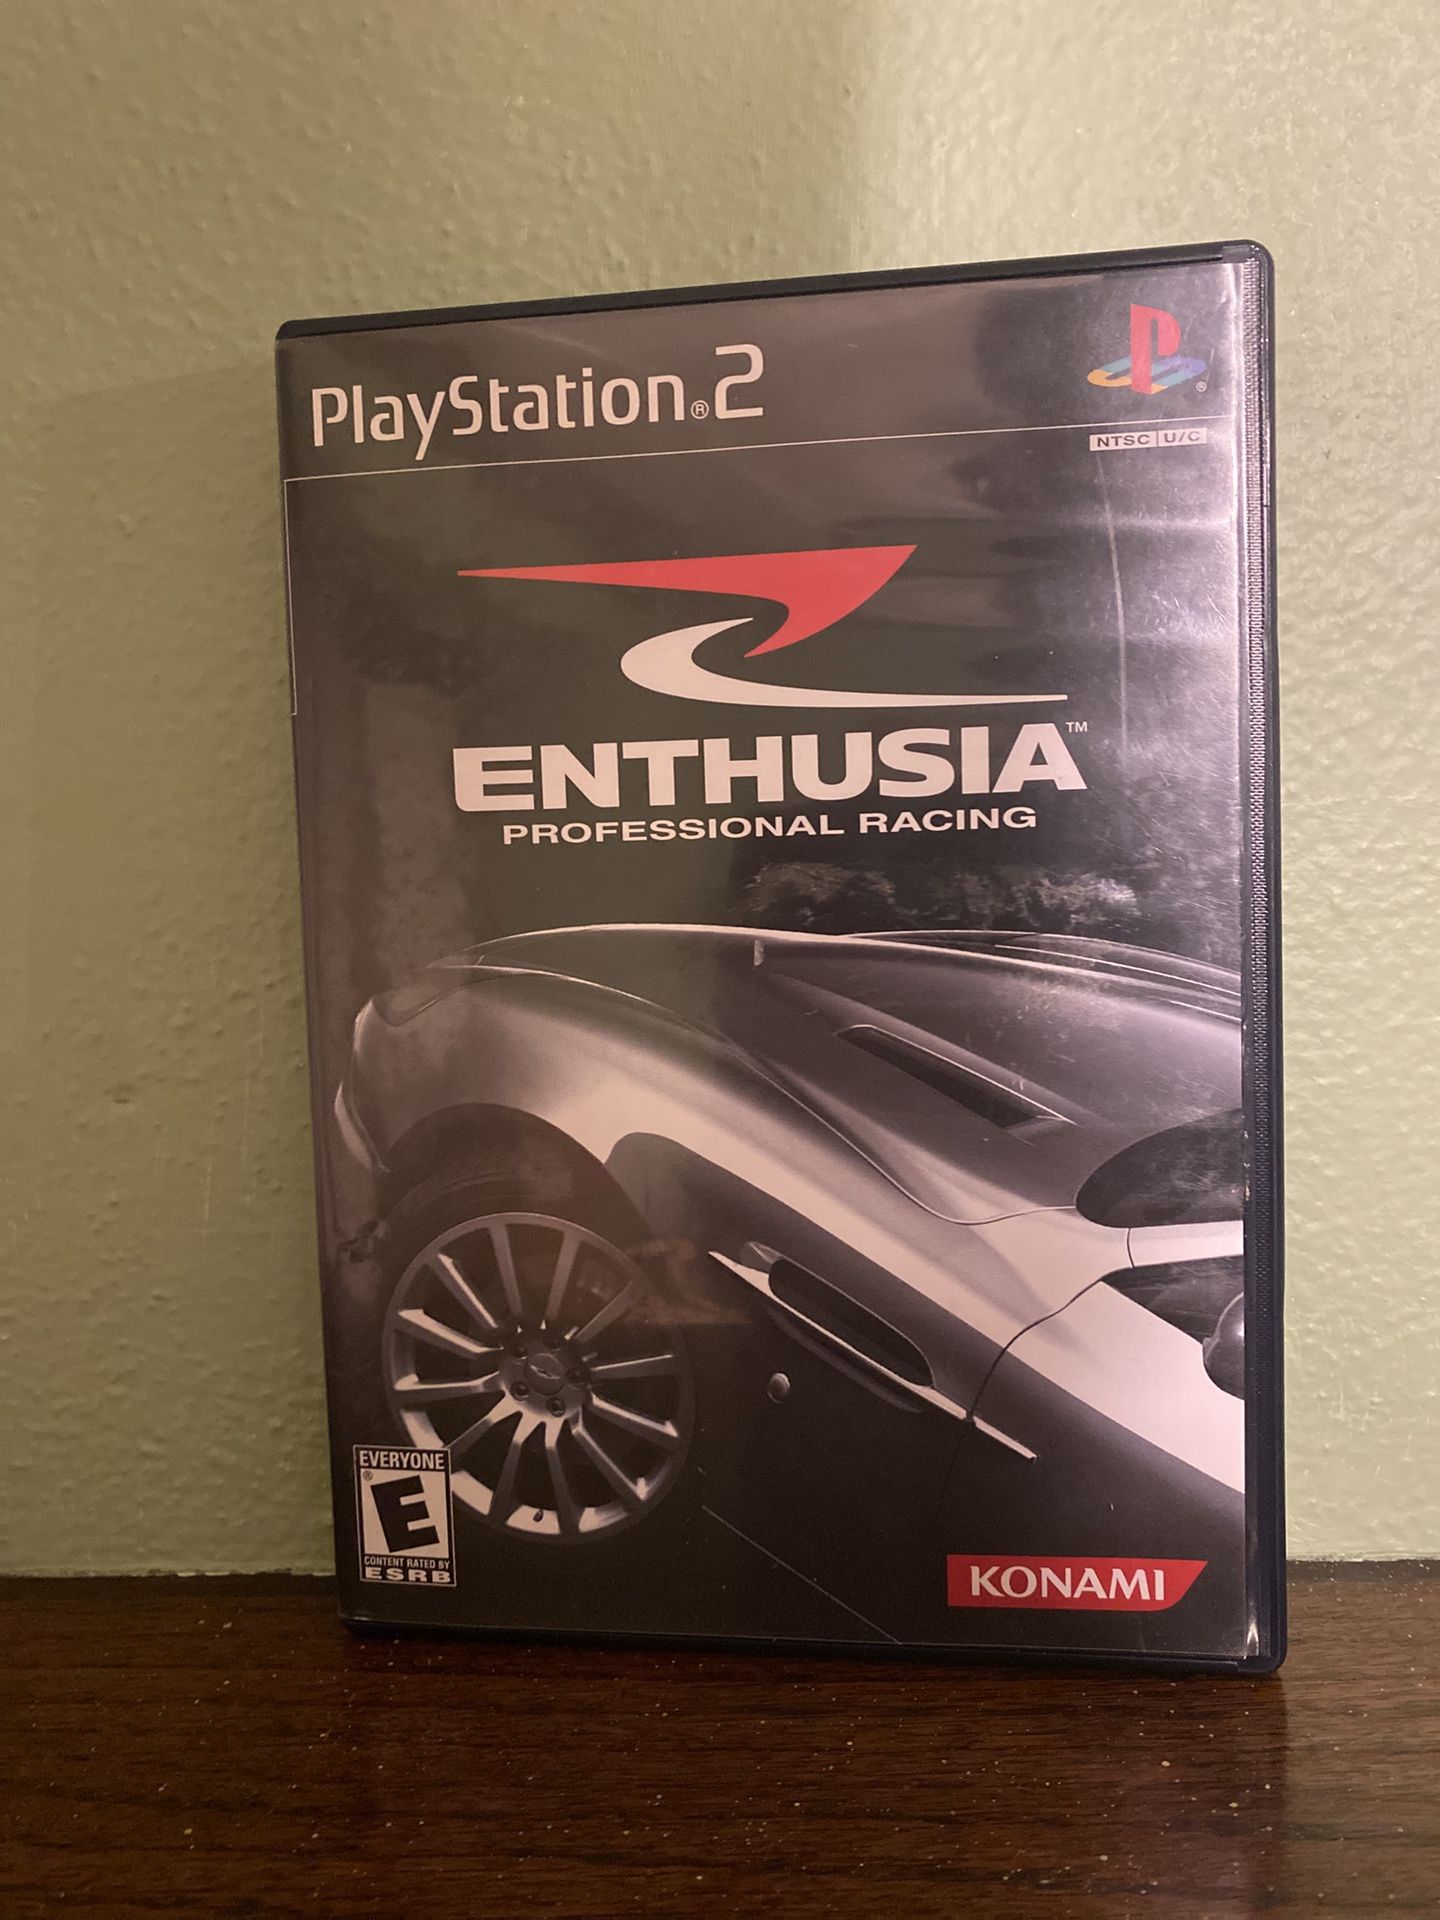 PlayStation®2
NTSC U/C
ENTHUSIA™
PROFESSIONAL RACING
EVERYONE
E®
CONTENT RATED BY
ESRB
KONAMI